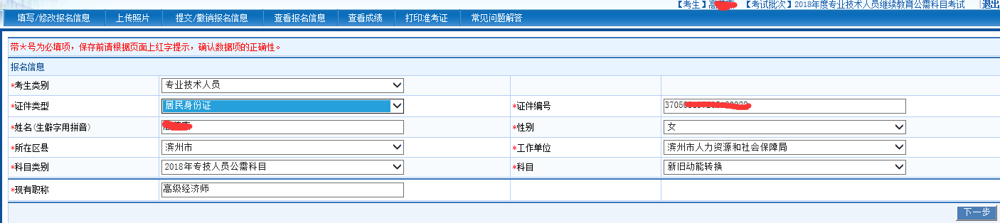 【考生】 【考试批次】2018年度专业技术人员继续教育公需科目考试 退出
填写/修改报名信息 上传照片 提交/撤销报名信息 查看报名信息 查看成绩 打印准考证 常见问题解答
带*号为必填项，保存前请根据页面上红字提示，确认数据项的正确性。
报名信息
*考生类别 专业技术人员
*证件类型 居民身份证 *证件编号
*姓名(生僻字用拼音) *性别 女
*所在区县 滨州市 *工作单位 滨州市人力资源和社会保障局
*科目类别 2018年专技人员公需科目 *科目 新旧动能转换
*现有职称 高级经济师
下一步